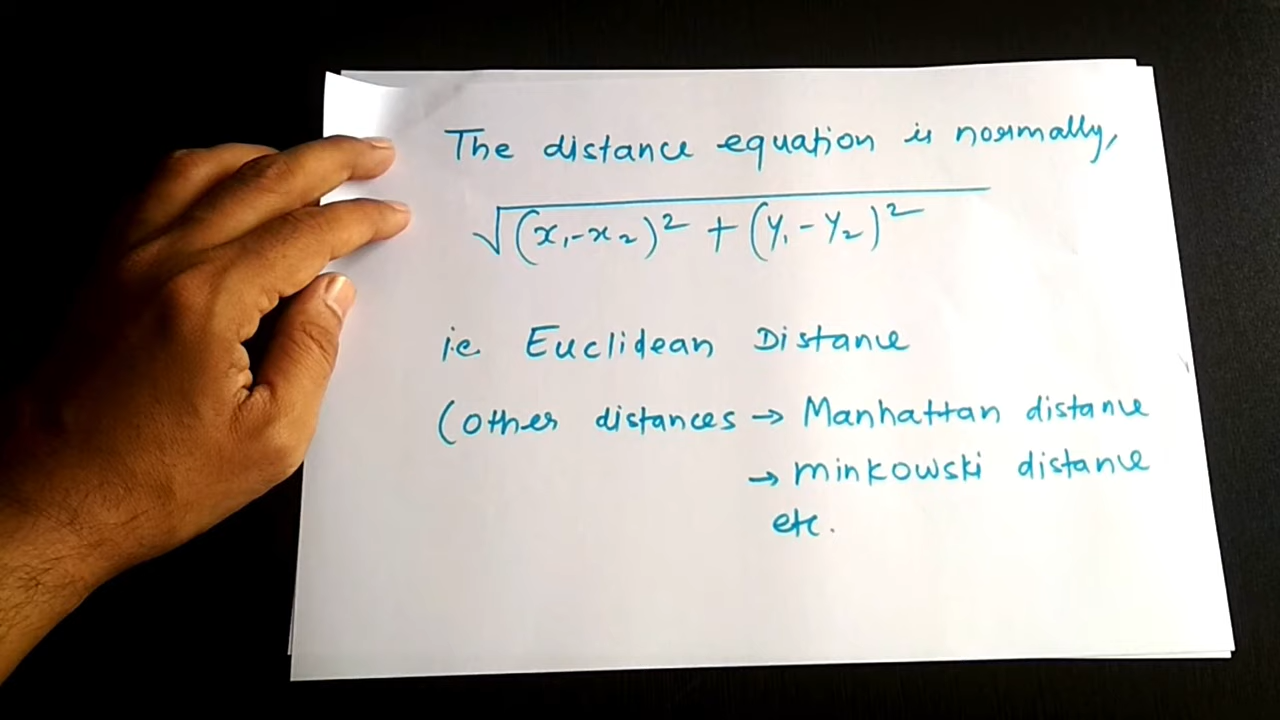 The distance equation is normally,
√(x₁-x₂)² + (y₁-y₂)²
i.e Euclidean Distance
(other distances → Manhattan distance
→ minkowski distance
etc.